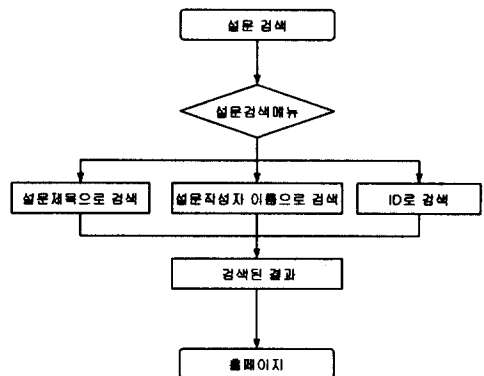 설문 검색
설문검색메뉴
설문제목으로 검색
설문작성자 이름으로 검색
ID로 검색
검색된 결과
홈페이지